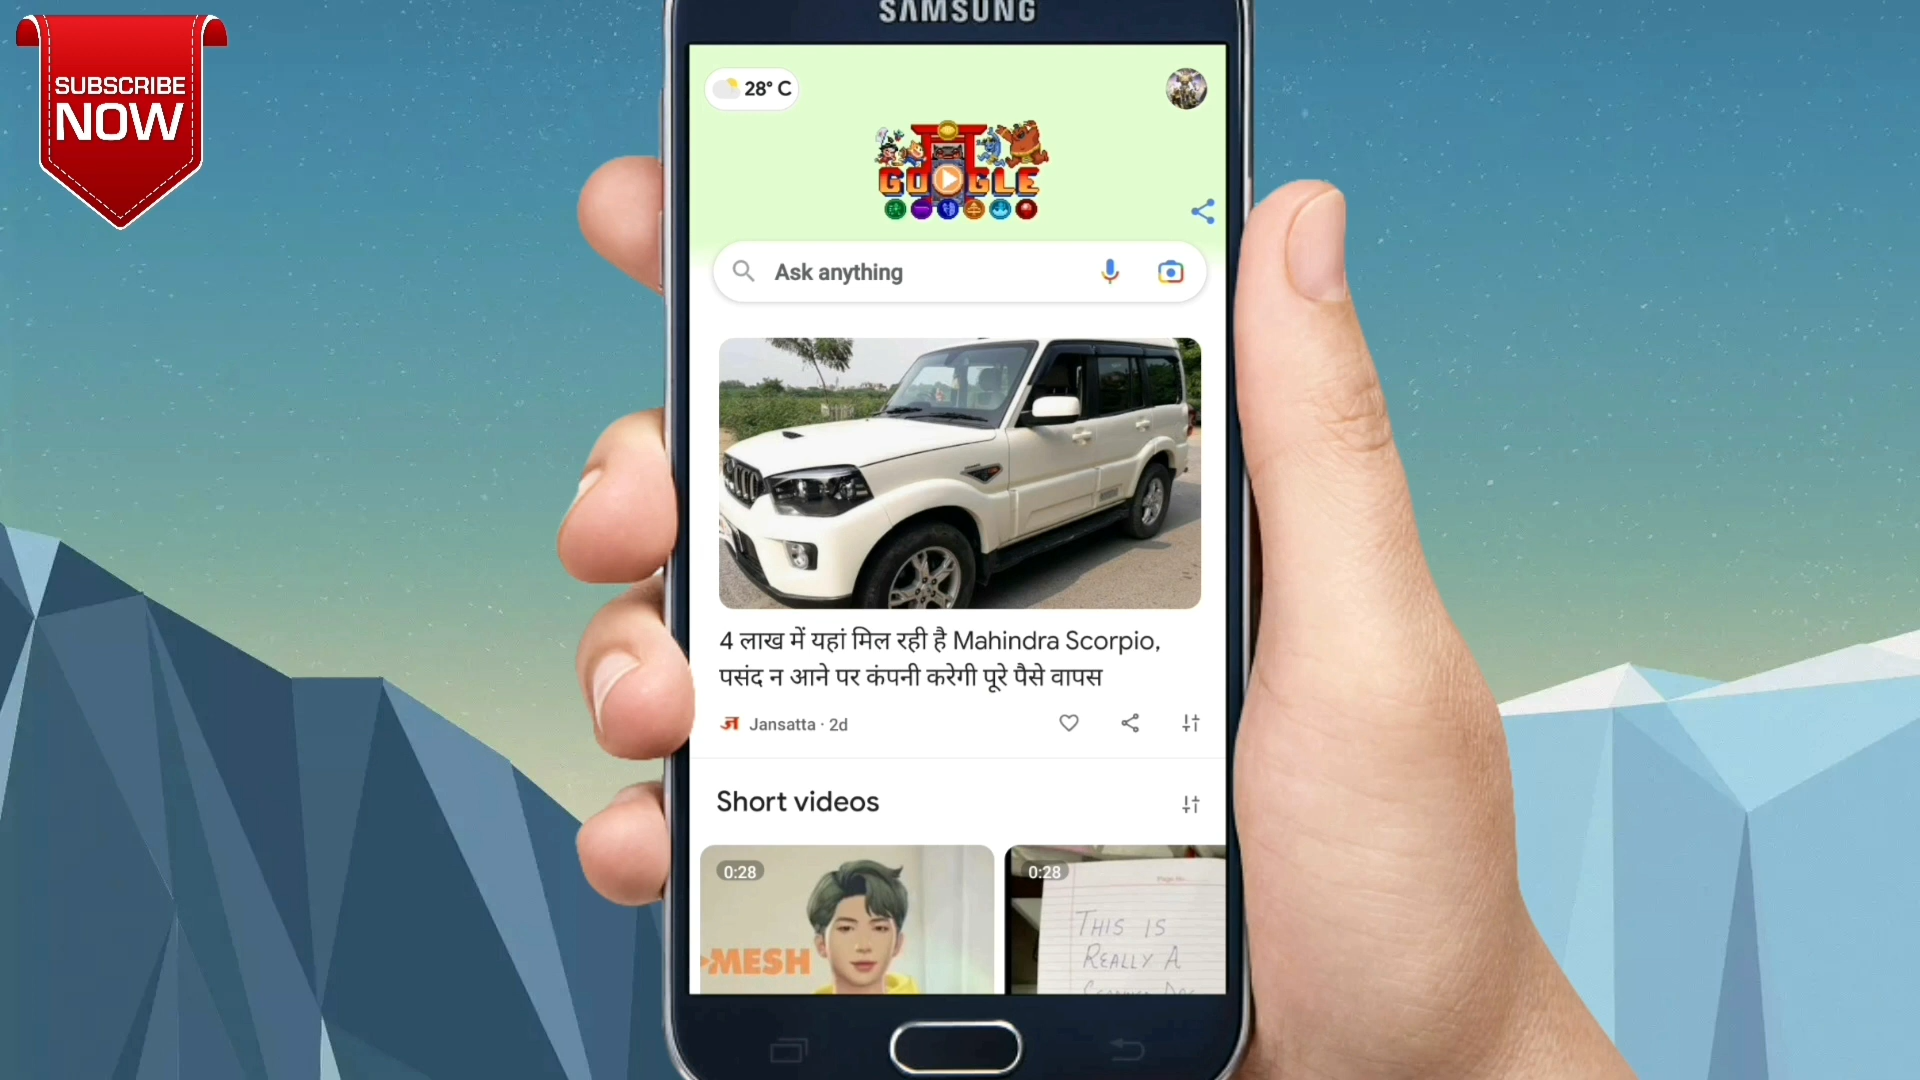 SUBSCRIBE
NOW
SAMSUNG
28° C
GOOGLE
Ask anything
4 लाख में यहां मिल रही है Mahindra Scorpio,
पसंद न आने पर कंपनी करेगी पूरे पैसे वापस
Jansatta · 2d
Short videos
0:28
MESH
0:28
THIS IS
REALLY A